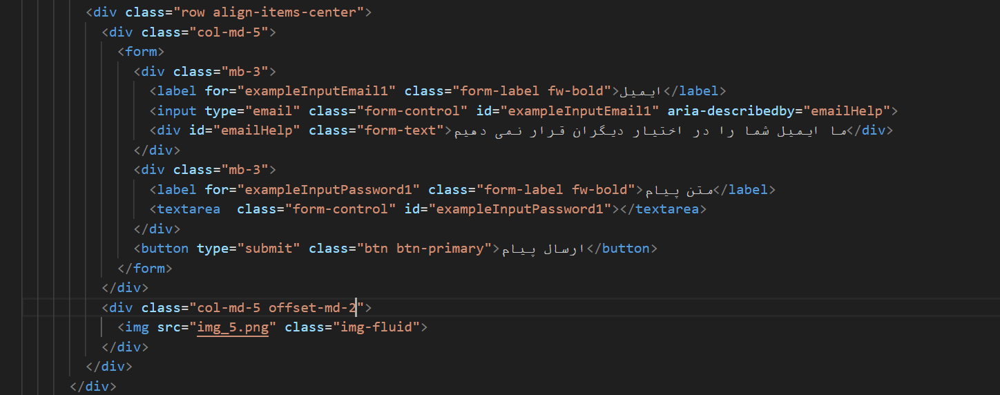 <div class="row align-items-center">
<div class="col-md-5">
<form>
<div class="mb-3">
<label for="exampleInputEmail1" class="form-label fw-bold">ایمیل</label>
<input type="email" class="form-control" id="exampleInputEmail1" aria-describedby="emailHelp">
<div id="emailHelp" class="form-text">ما ایمیل شما را در اختیار دیگران قرار نمی دهیم</div>
</div>
<div class="mb-3">
<label for="exampleInputPassword1" class="form-label fw-bold">متن پیام</label>
<textarea  class="form-control" id="exampleInputPassword1"></textarea>
</div>
<button type="submit" class="btn btn-primary">ارسال پیام</button>
</form>
</div>
<div class="col-md-5 offset-md-2">
<img src="img_5.png" class="img-fluid">
</div>
</div>
</div>